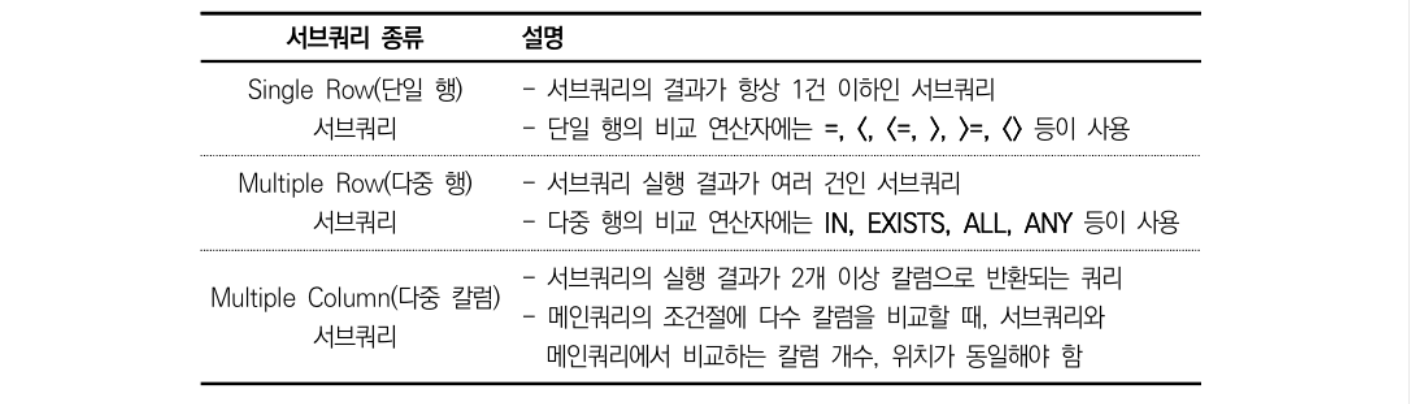 서브쿼리 종류 설명
Single Row(단일 행)
서브쿼리
- 서브쿼리의 결과가 항상 1건 이하인 서브쿼리
- 단일 행의 비교 연산자에는 =, <, <=, >, >=, <> 등이 사용
Multiple Row(다중 행)
서브쿼리
- 서브쿼리 실행 결과가 여러 건인 서브쿼리
- 다중 행의 비교 연산자에는 IN, EXISTS, ALL, ANY 등이 사용
Multiple Column(다중 칼럼)
서브쿼리
- 서브쿼리의 실행 결과가 2개 이상 칼럼으로 반환되는 쿼리
- 메인쿼리의 조건절에 다수 칼럼을 비교할 때, 서브쿼리와
메인쿼리에서 비교하는 칼럼 개수, 위치가 동일해야 함